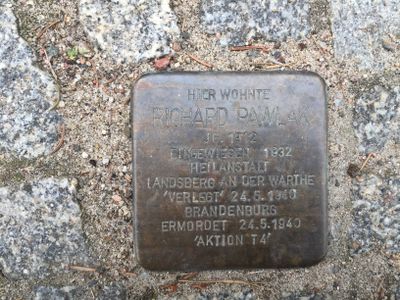 HIER WOHNTE
RICHARD PAWLAK
JG. 1912
EINGEWIESEN 1932
HEILANSTALT
LANDSBERG AN DER WARTHE
'VERLEGT' 24.5.1940
BRANDENBURG
ERMORDET 24.5.1940
'AKTION T4'